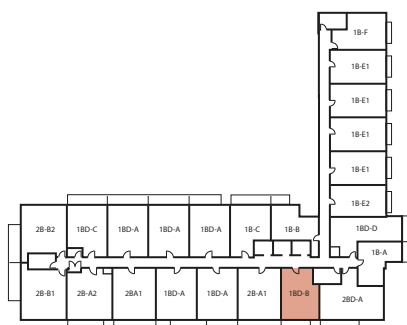 1B-F
1B-E1
1B-E1
1B-E1
1B-E1
1B-E2
2B-B2 1BD-C 1BD-A 1BD-A 1BD-A 1B-C 1B-B 1BD-D
1B-A
2B-B1 2B-A2 2BA1 1BD-A 1BD-A 2B-A1 1BD-B 2BD-A